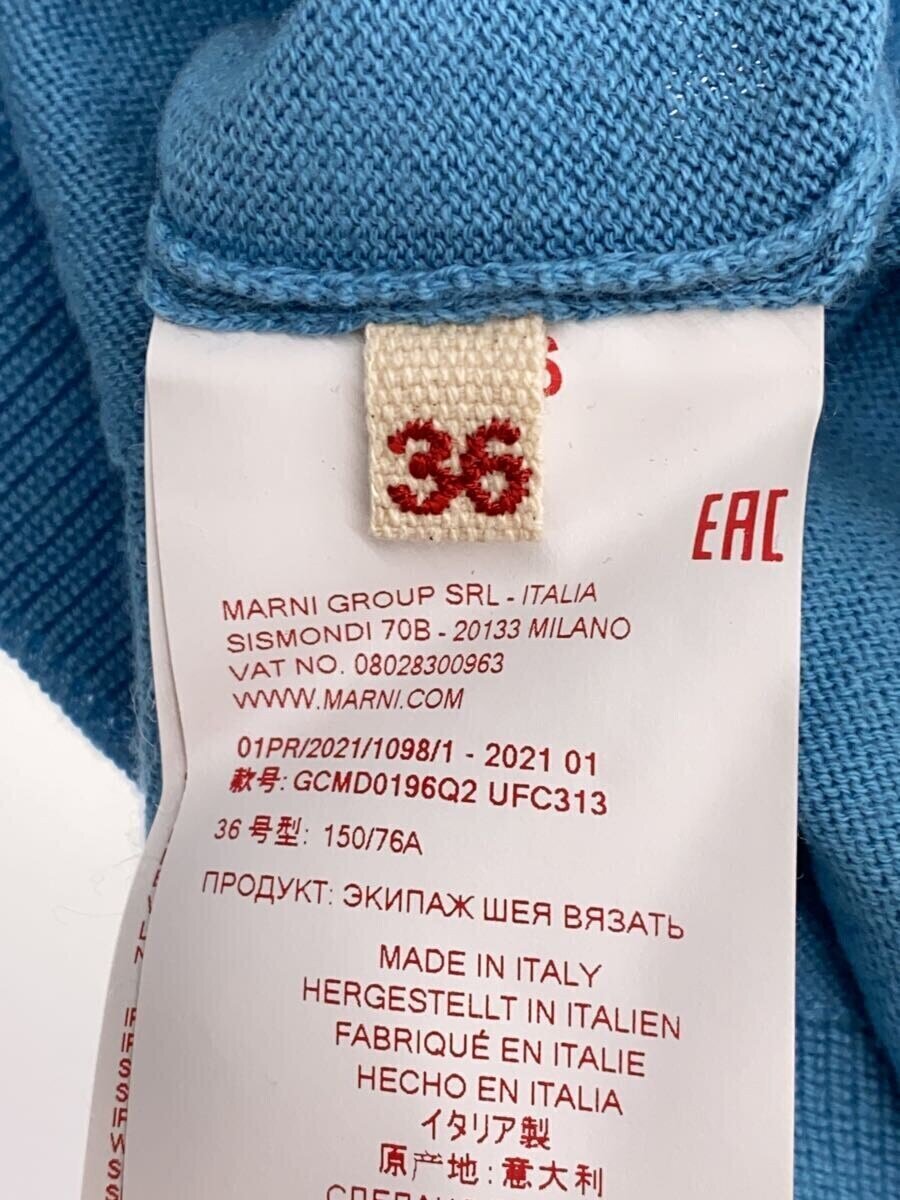 36
EAC
MARNI GROUP SRL - ITALIA
SISMONDI 70B - 20133 MILANO
VAT NO. 08028300963
WWW.MARNI.COM
01PR/2021/1098/1 - 2021 01
款号: GCMD0196Q2 UFC313
36 号型: 150/76A
ПРОДУКТ: ЭКИПАЖ ШЕЯ ВЯЗАТЬ
MADE IN ITALY
HERGESTELLT IN ITALIEN
FABRIQUÉ EN ITALIE
HECHO EN ITALIA
イタリア製
原产地: 意大利